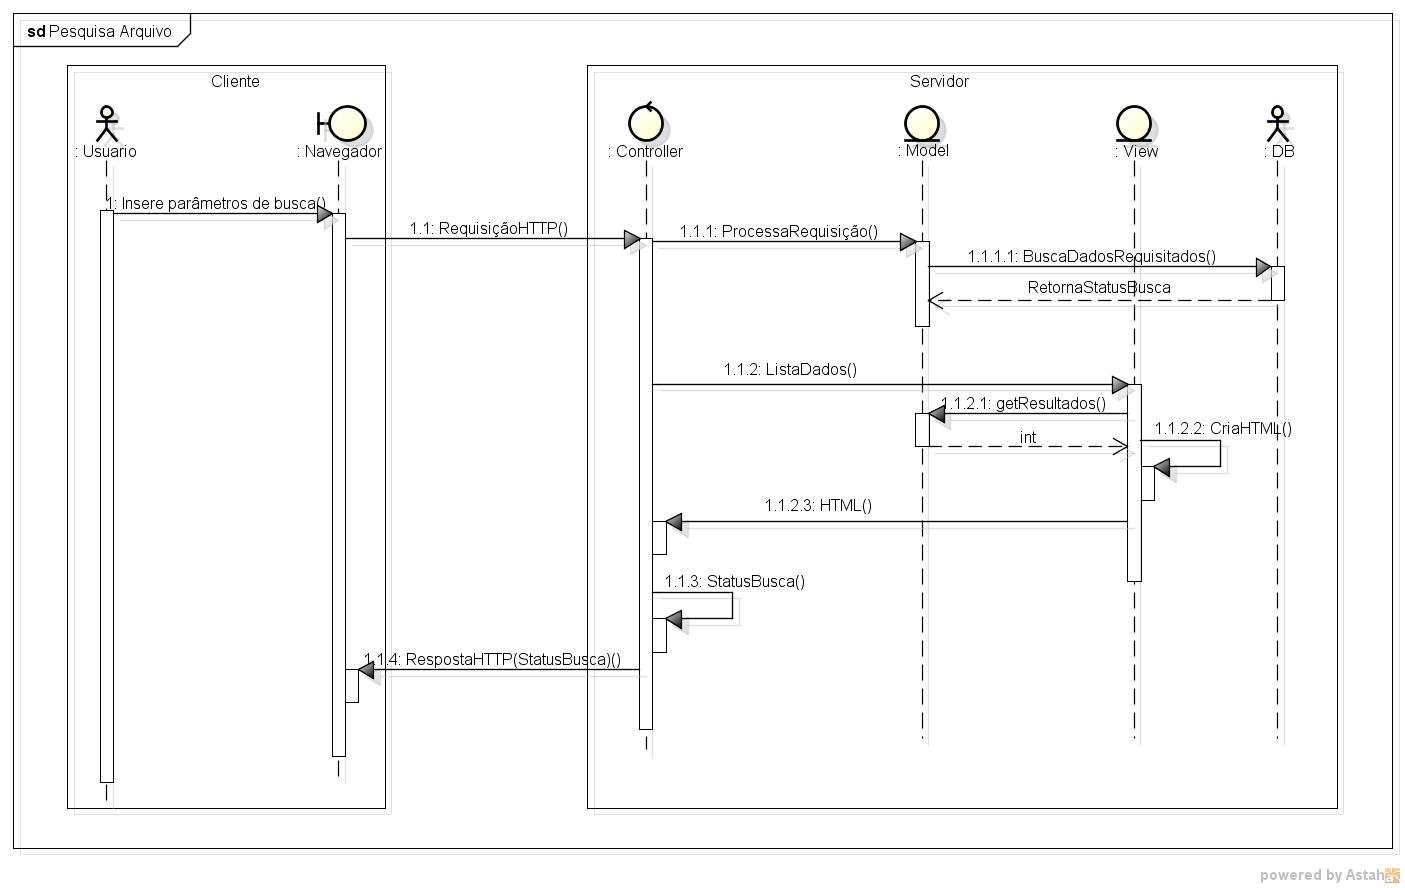 sd Pesquisa Arquivo
Cliente
Servidor
: Usuario
: Navegador
: Controller
: Model
: View
: DB
1: Insere parâmetros de busca()
1.1: RequisiçãoHTTP()
1.1.1: ProcessaRequisição()
1.1.1.1: BuscaDadosRequisitados()
RetornaStatusBusca
1.1.2: ListaDados()
1.1.2.1: getResultados()
int
1.1.2.2: CriaHTML()
1.1.2.3: HTML()
1.1.3: StatusBusca()
1.1.4: RespostaHTTP(StatusBusca)()
powered by Astah